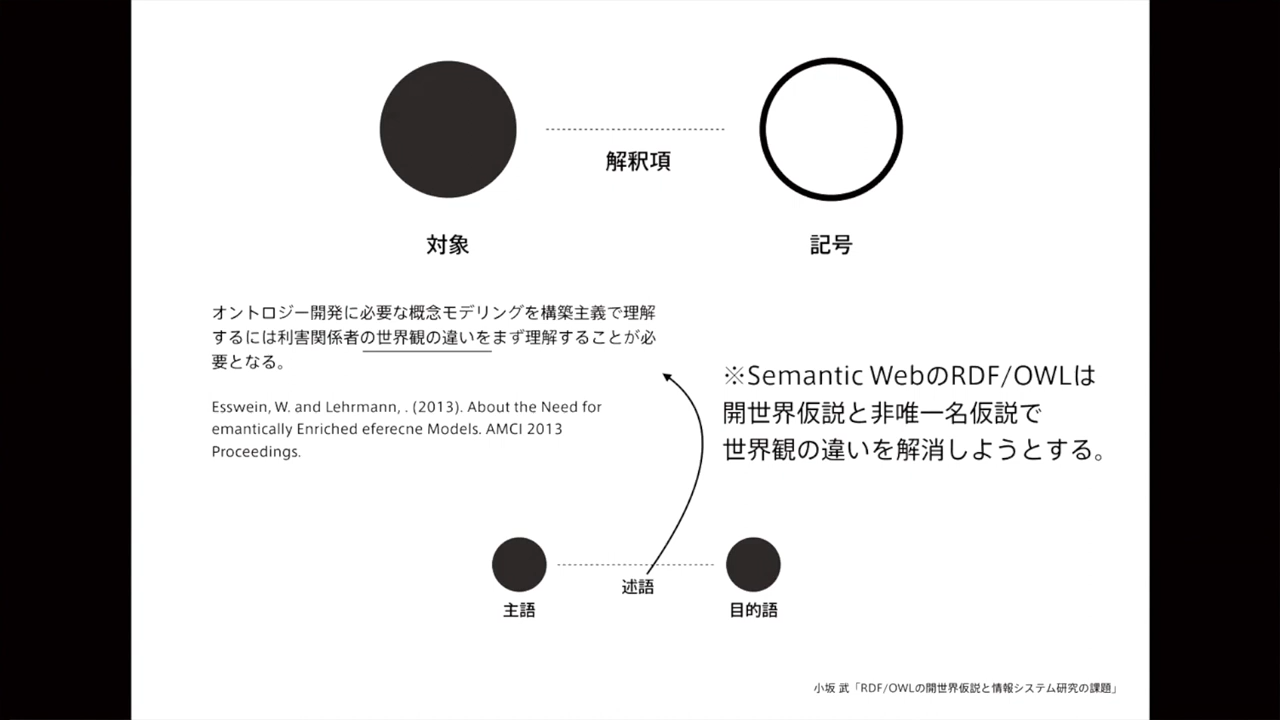 解釈項
対象
記号
オントロジー開発に必要な概念モデリングを構築主義で理解
するには利害関係者の世界観の違いをまず理解することが必
要となる。
Esswein, W. and Lehrmann, . (2013). About the Need for
emantically Enriched eferecne Models. AMCI 2013
Proceedings.
※Semantic WebのRDF/OWLは
開世界仮説と非唯一名仮説で
世界観の違いを解消しようとする。
述語
主語
目的語
小坂 武「RDF/OWLの開世界仮説と情報システム研究の課題」